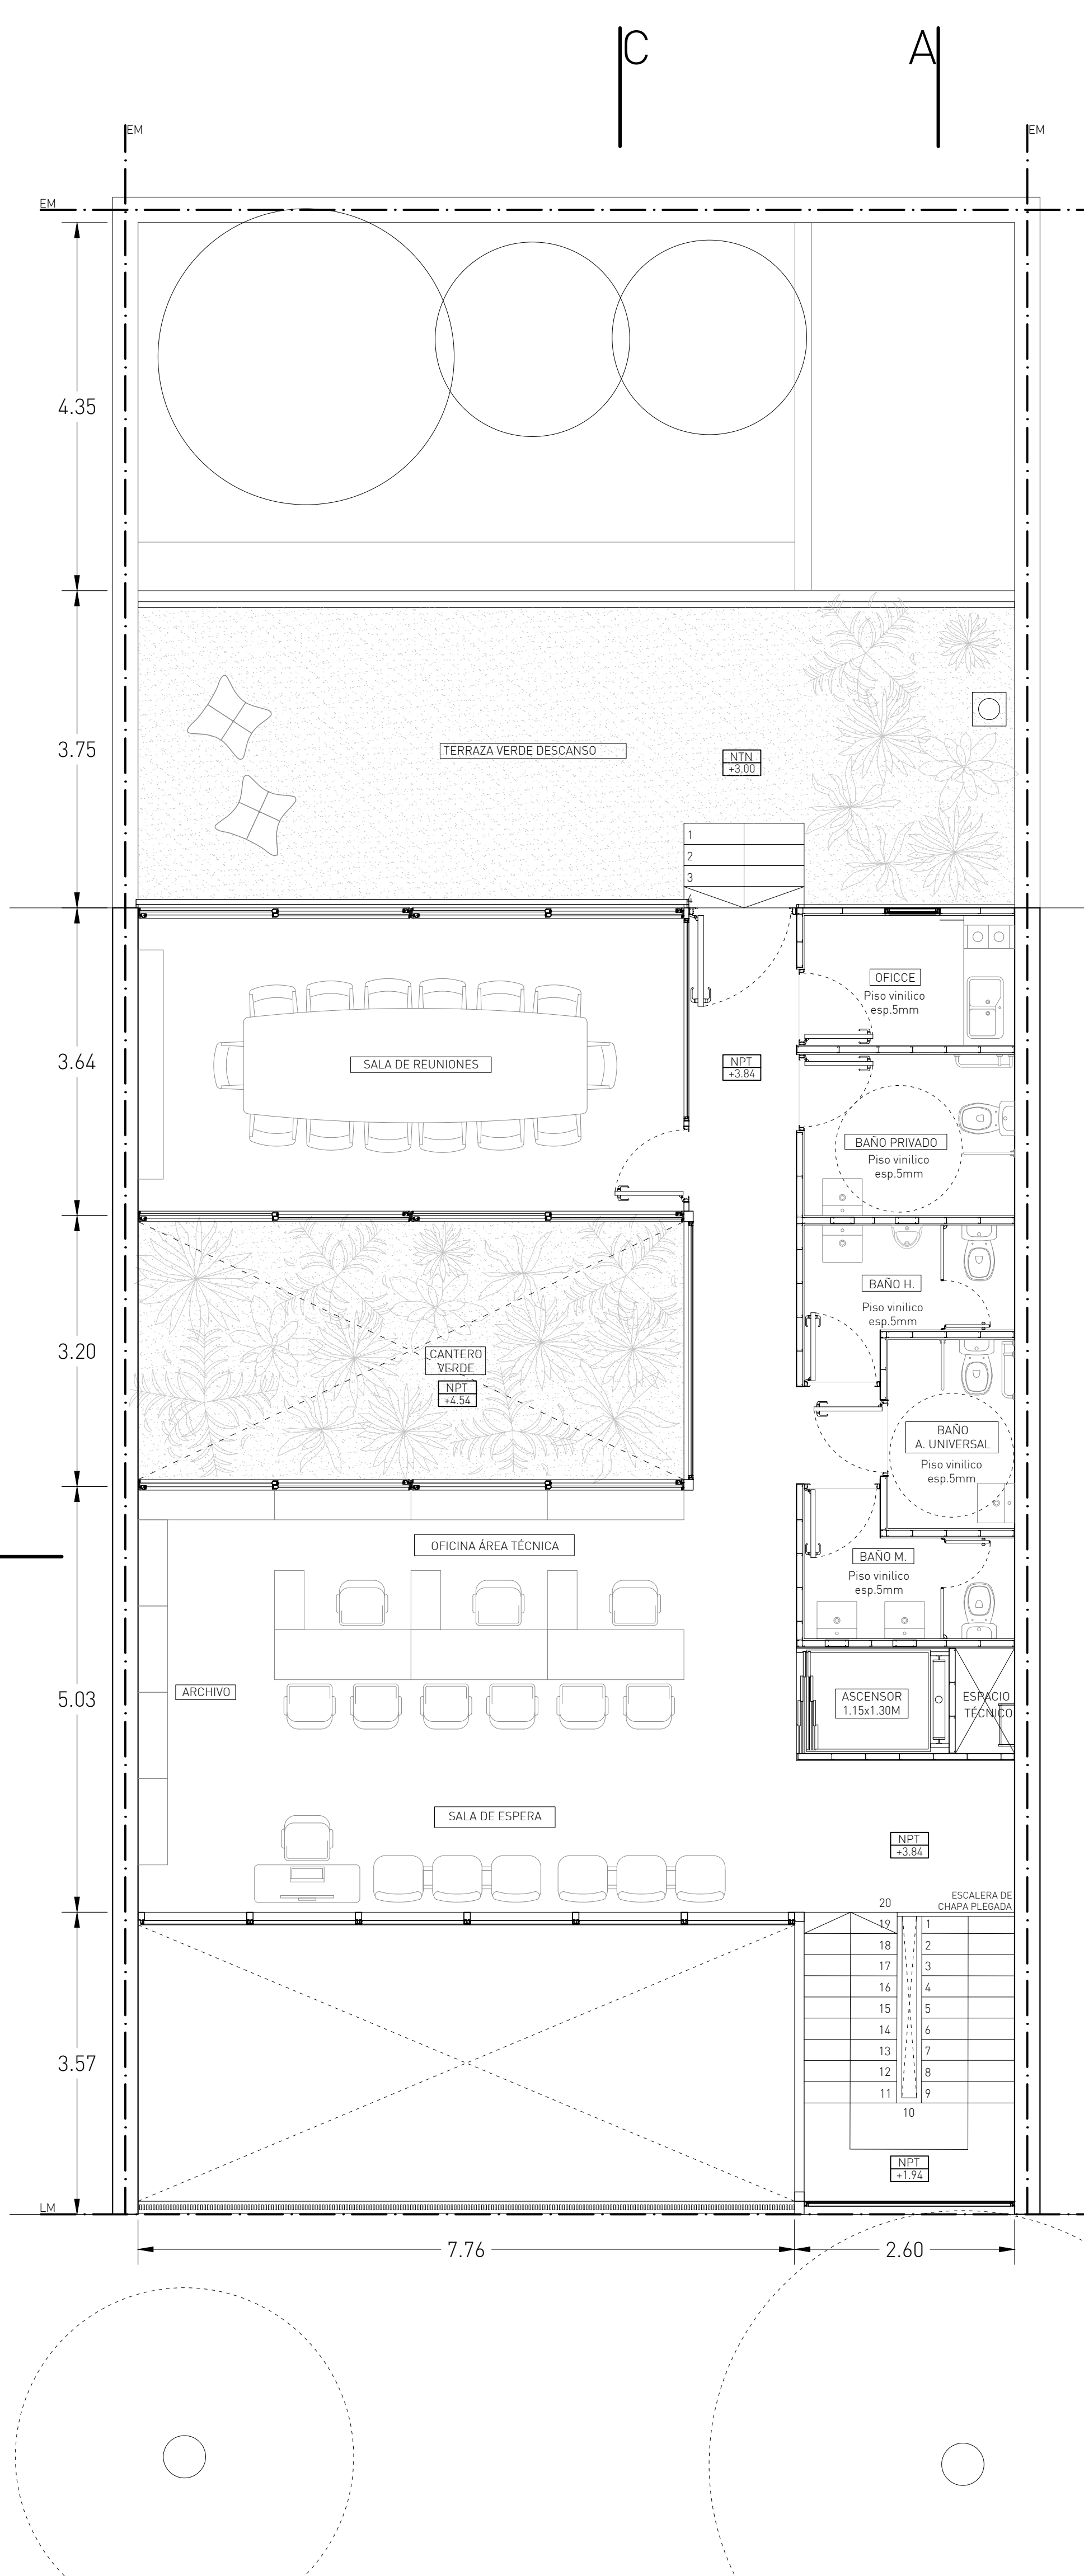 C
A
EM
EM
EM
4.35
3.75
TERRAZA VERDE DESCANSO
NTN
+3.00
1
2
3
3.64
OFICCE
Piso vinilico
esp.5mm
SALA DE REUNIONES
NPT
+3.84
BAÑO PRIVADO
Piso vinilico
esp.5mm
BAÑO H.
Piso vinilico
esp.5mm
3.20
CANTERO
VERDE
NPT
+4.54
BAÑO
A. UNIVERSAL
Piso vinilico
esp.5mm
OFICINA ÁREA TÉCNICA
BAÑO M.
Piso vinilico
esp.5mm
5.03
ARCHIVO
ASCENSOR
1.15x1.30M
ESPACIO
TÉCNICO
SALA DE ESPERA
NPT
+3.84
ESCALERA DE
CHAPA PLEGADA
20
19 1
18 2
17 3
16 4
15 5
14 6
13 7
12 8
11 9
10
3.57
NPT
+1.94
LM
7.76
2.60